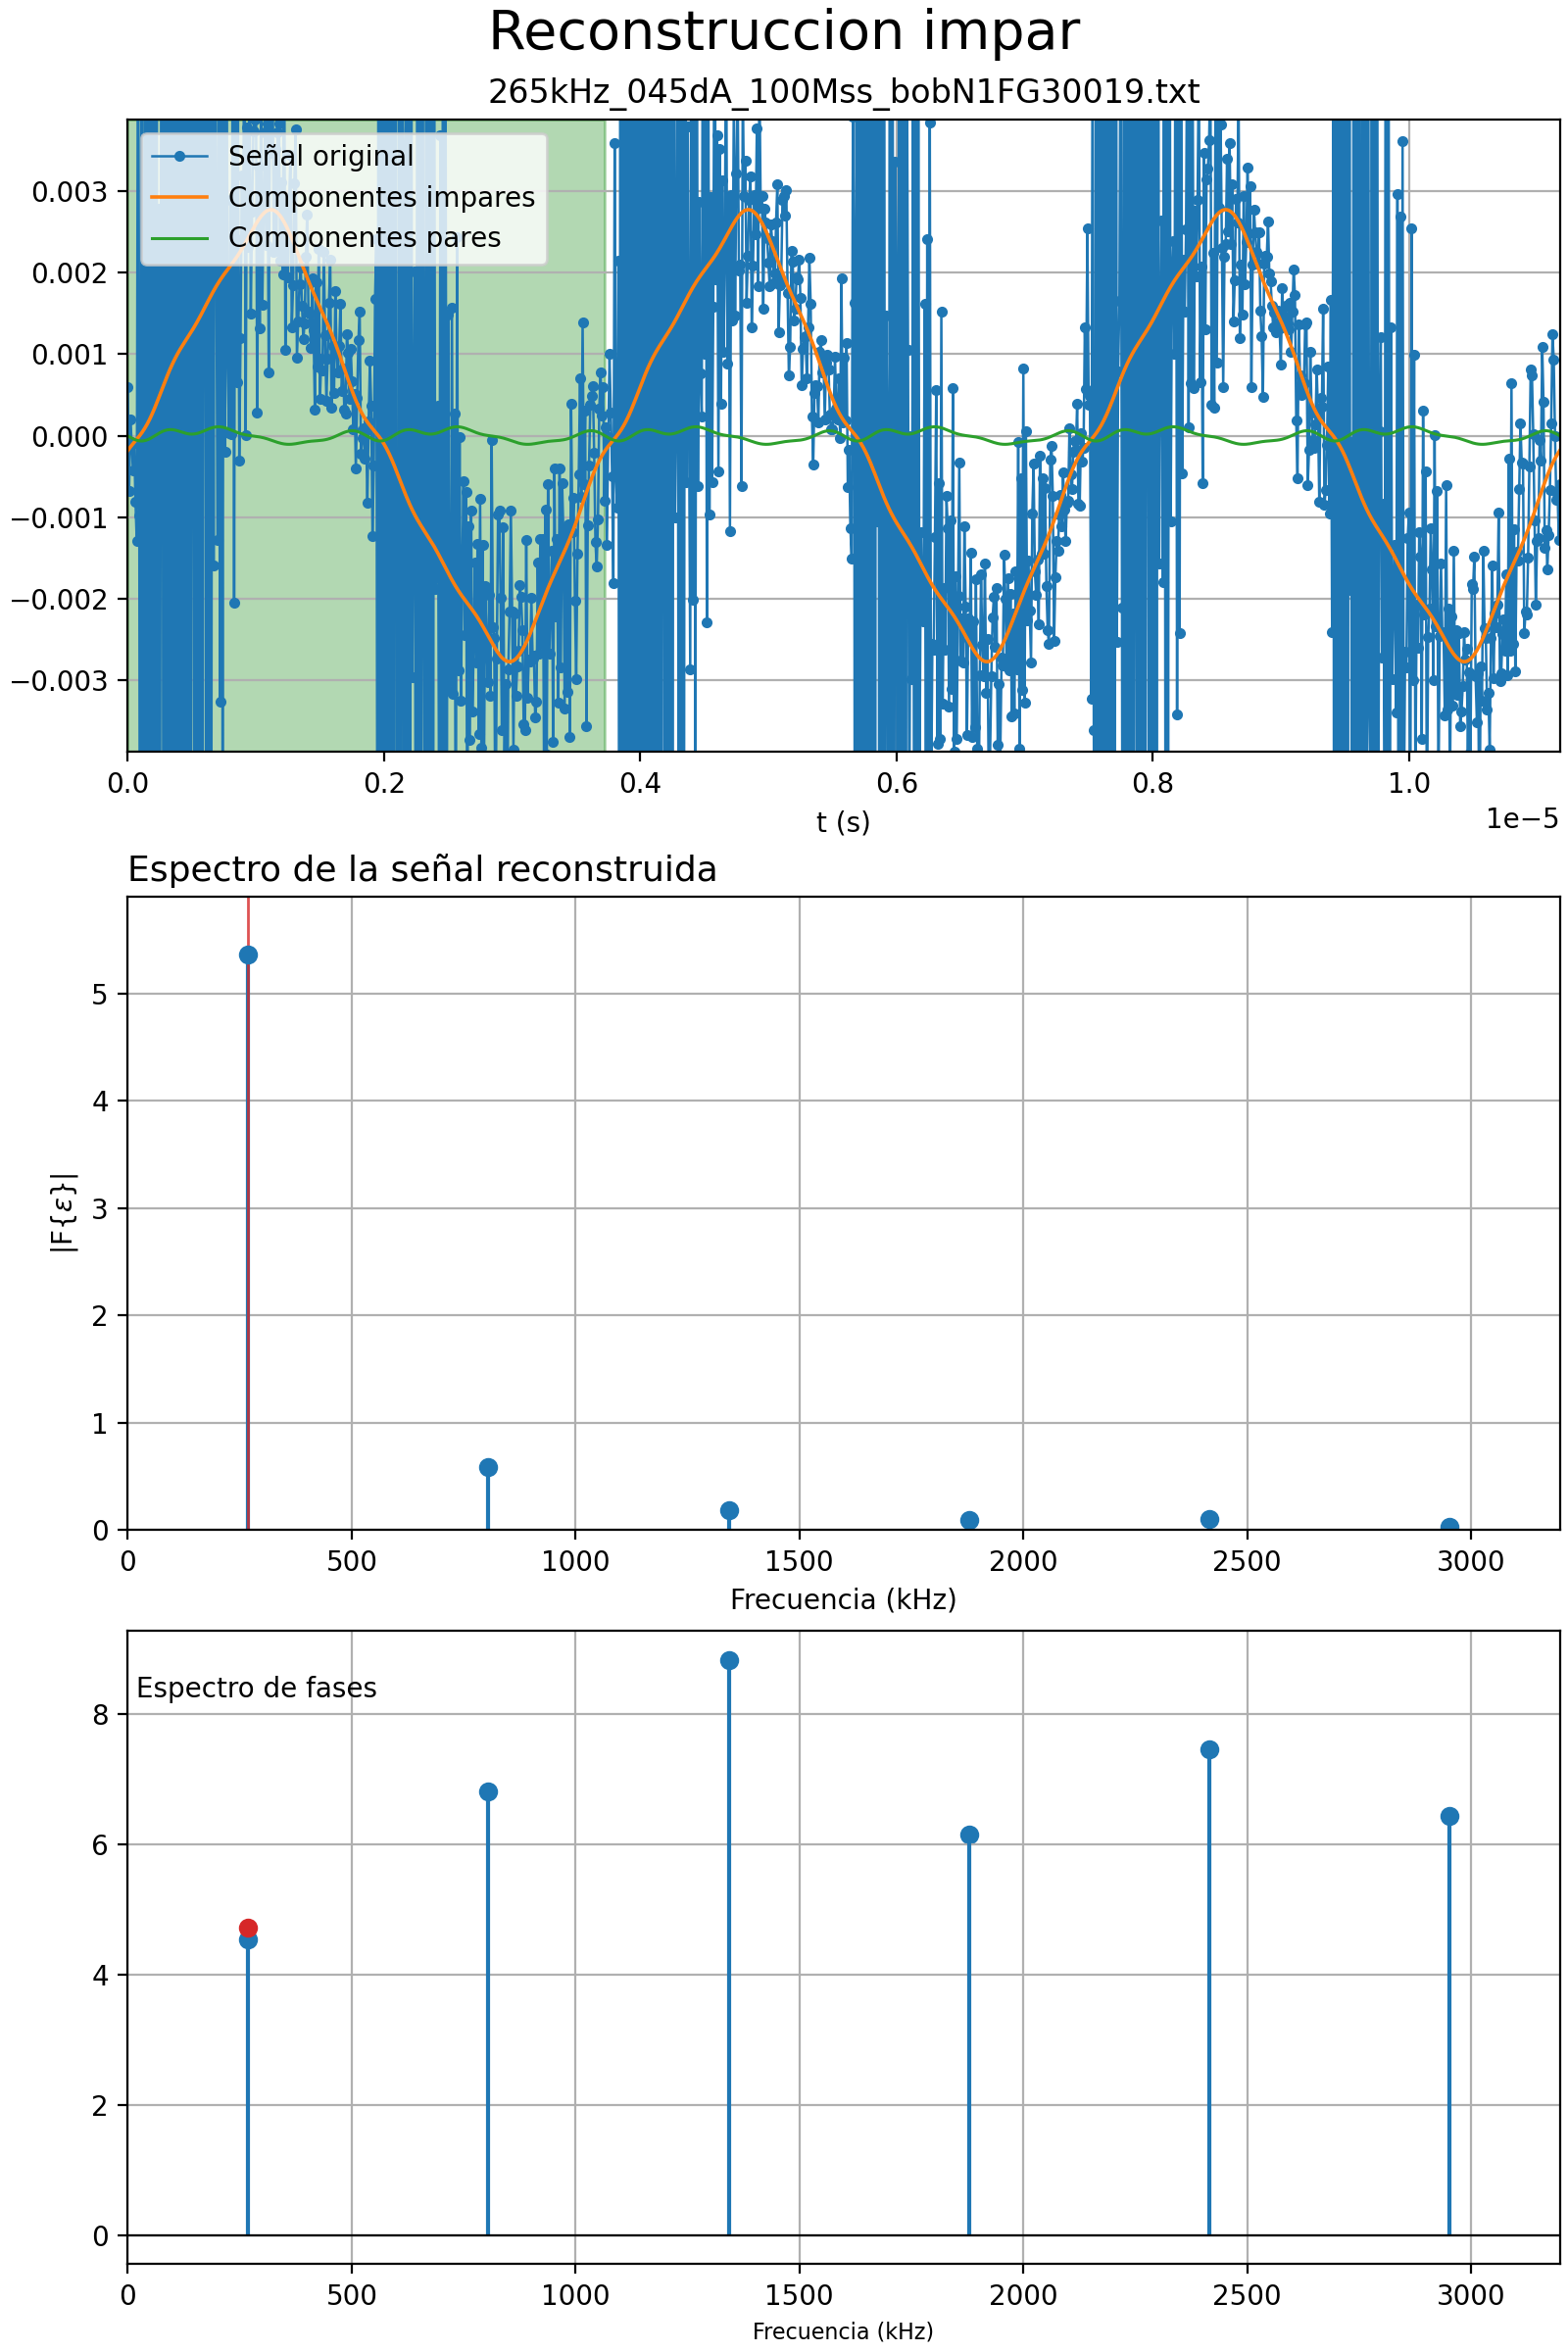 Reconstruccion impar
265kHz_045dA_100Mss_bobN1FG30019.txt
Señal original
Componentes impares
Componentes pares
0.003
0.002
0.001
0.000
−0.001
−0.002
−0.003
0.0 0.2 0.4 0.6 0.8 1.0
1e−5
t (s)
Espectro de la señal reconstruida
5
4
3
2
1
0
|F{ε}|
0 500 1000 1500 2000 2500 3000
Frecuencia (kHz)
Espectro de fases
8
6
4
2
0
0 500 1000 1500 2000 2500 3000
Frecuencia (kHz)